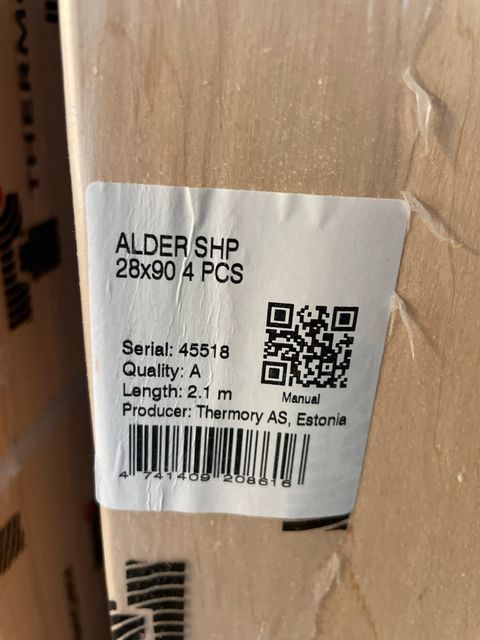 THERM
ALDER SHP
28x90 4 PCS
Serial: 45518
Quality: A
Length: 2.1 m
Manual
Producer: Thermory AS, Estonia
4 741409 208616